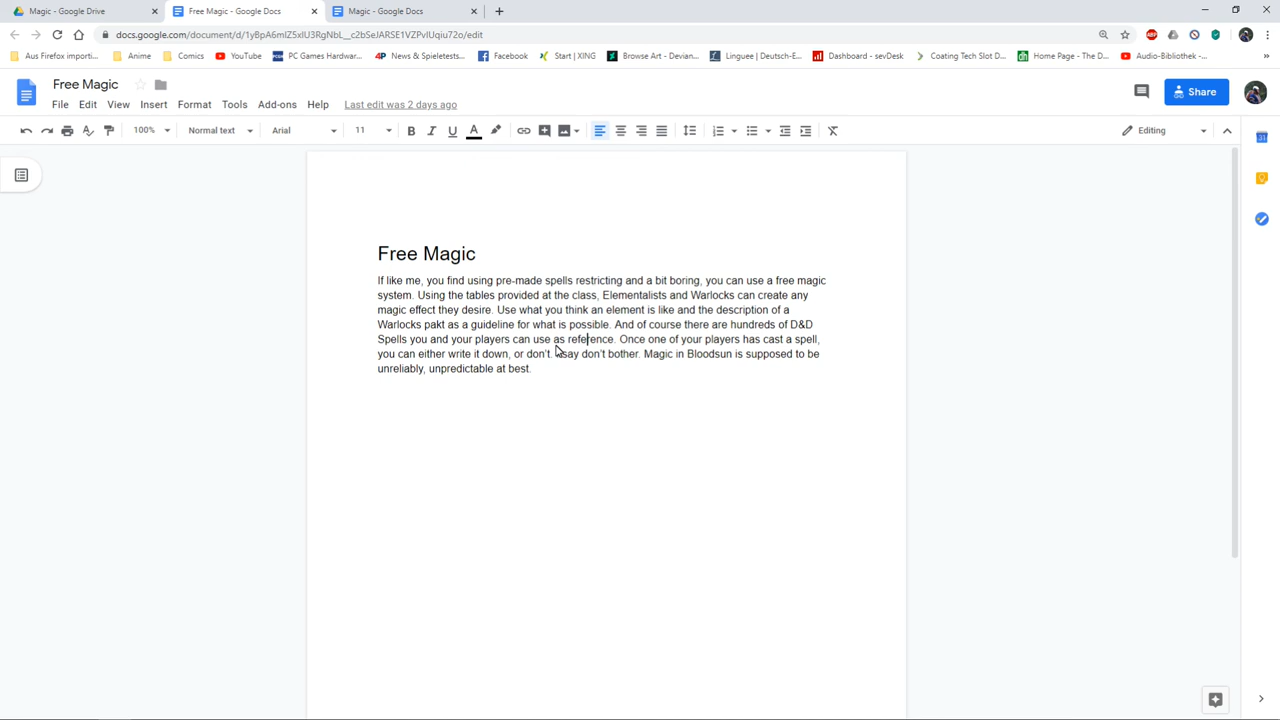 Magic - Google Drive
Free Magic - Google Docs
Magic - Google Docs
docs.google.com/document/d/1yBpA6mIZ5xIU3RgNbL__c2bSeJARSE1VZPvIUqiu72o/edit
Aus Firefox importi...
Anime
Comics
YouTube
PC Games Hardwar...
News & Spieletests...
Facebook
Start | XING
Browse Art - Devian...
Linguee | Deutsch-E...
Dashboard - sevDesk
Coating Tech Slot D...
Home Page - The D...
Audio-Bibliothek -...
Free Magic
File Edit View Insert Format Tools Add-ons Help Last edit was 2 days ago
Share
100% Normal text Arial 11 B I U A Editing
Free Magic
If like me, you find using pre-made spells restricting and a bit boring, you can use a free magic
system. Using the tables provided at the class, Elementalists and Warlocks can create any
magic effect they desire. Use what you think an element is like and the description of a
Warlocks pakt as a guideline for what is possible. And of course there are hundreds of D&D
Spells you and your players can use as reference. Once one of your players has cast a spell,
you can either write it down, or don't. I say don't bother. Magic in Bloodsun is supposed to be
unreliably, unpredictable at best.